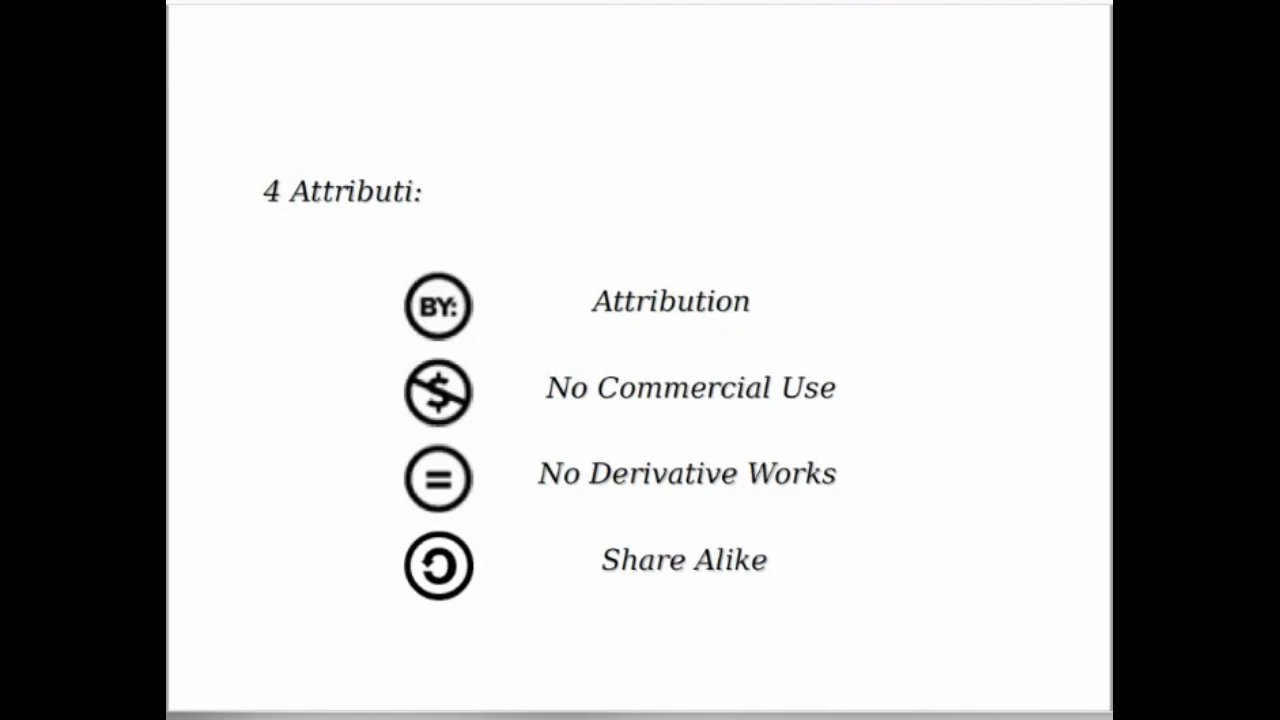 4 Attributi:
BY: Attribution
$ No Commercial Use
= No Derivative Works
Share Alike